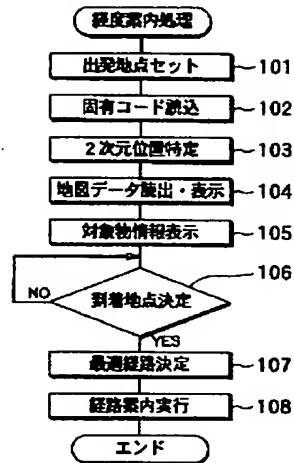 経度案内処理
出発地点セット 101
固有コード読込 102
2次元位置特定 103
地図データ読出・表示 104
対象物情報表示 105
106
到着地点決定
NO
YES
最適経路決定 107
経路案内実行 108
エンド